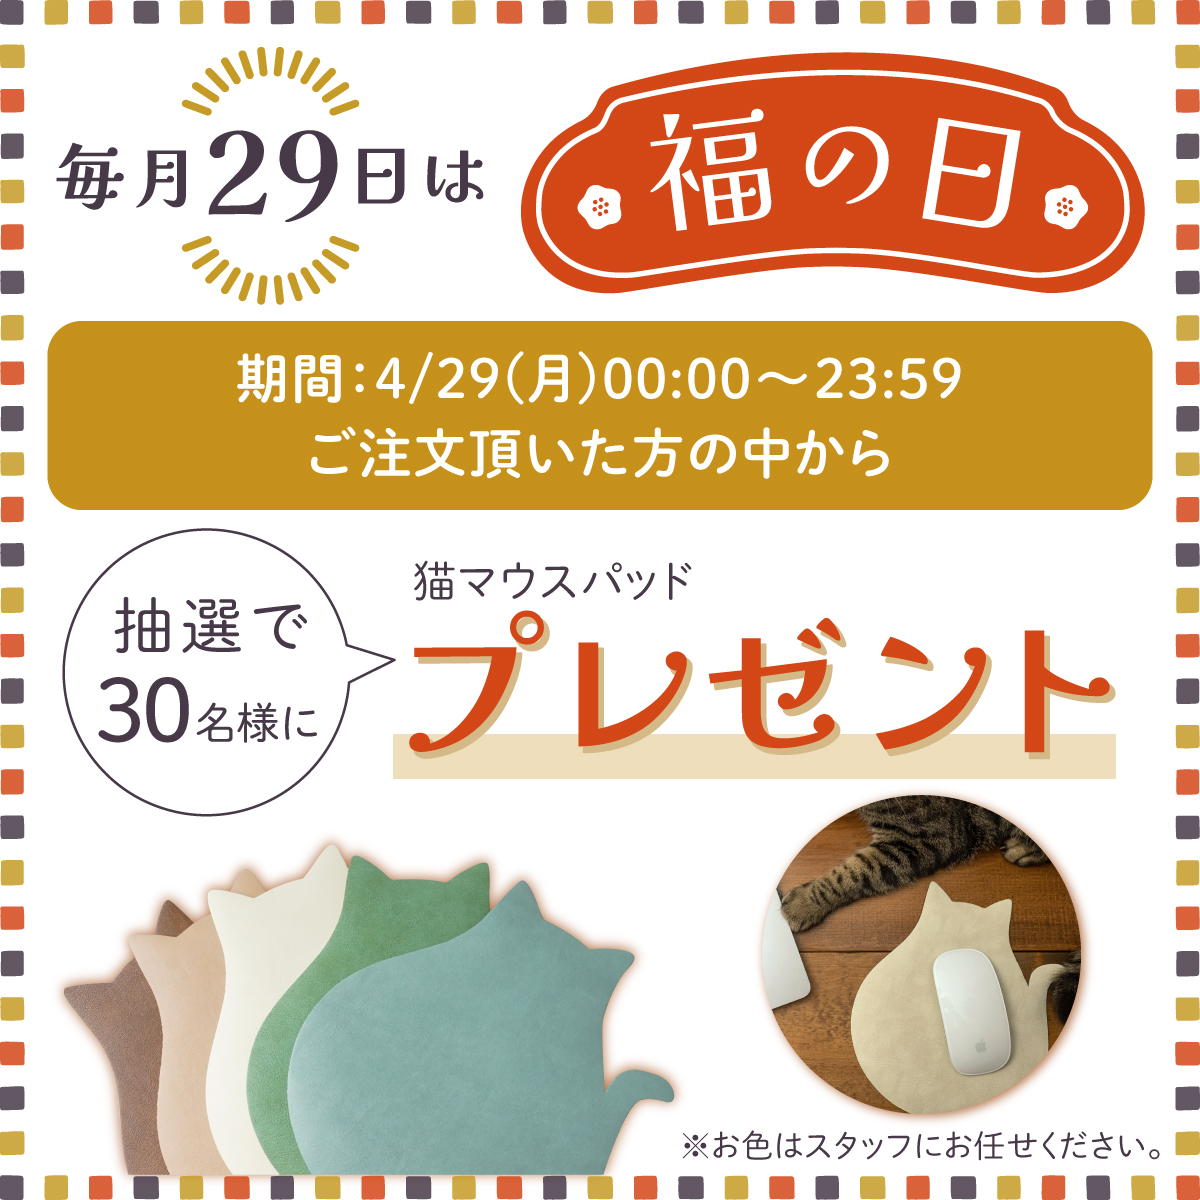 毎月29日は
福の日
期間：4/29(月)00:00～23:59
ご注文頂いた方の中から
抽選で
30名様に
猫マウスパッド
プレゼント
※お色はスタッフにお任せください。